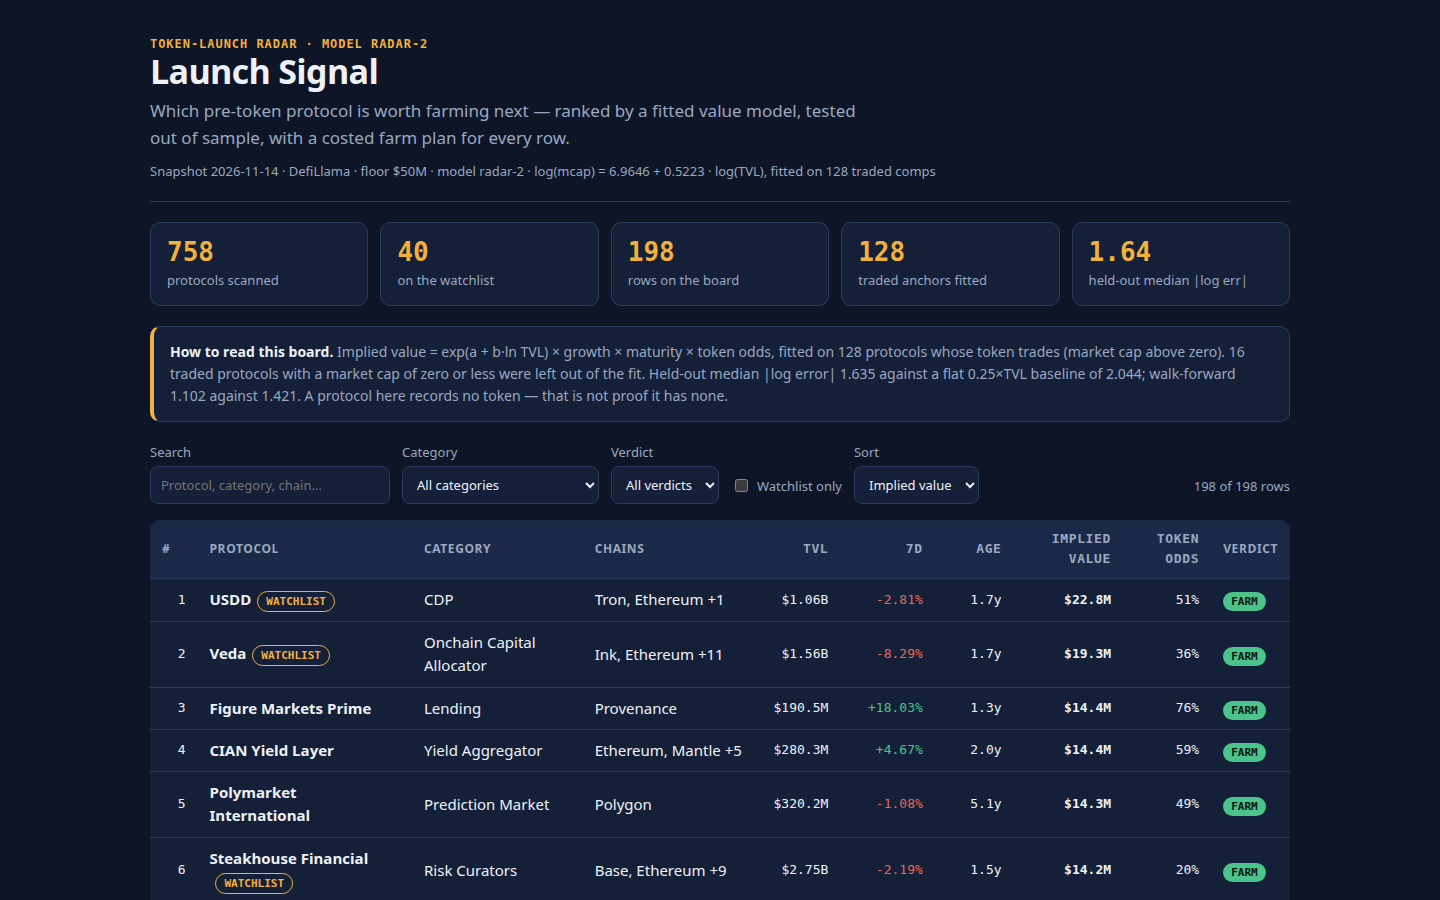 TOKEN-LAUNCH RADAR · MODEL RADAR-2
Launch Signal
Which pre-token protocol is worth farming next — ranked by a fitted value model, tested
out of sample, with a costed farm plan for every row.
Snapshot 2026-11-14 · DefiLlama · floor $50M · model radar-2 · log(mcap) = 6.9646 + 0.5223 · log(TVL), fitted on 128 traded comps
758
protocols scanned
40
on the watchlist
198
rows on the board
128
traded anchors fitted
1.64
held-out median |log err|
How to read this board. Implied value = exp(a + b·ln TVL) × growth × maturity × token odds, fitted on 128 protocols whose token trades (market cap above zero). 16
traded protocols with a market cap of zero or less were left out of the fit. Held-out median |log error| 1.635 against a flat 0.25×TVL baseline of 2.044; walk-forward
1.102 against 1.421. A protocol here records no token — that is not proof it has none.
Search
Category
Verdict
Sort
Protocol, category, chain...
All categories
All verdicts
Watchlist only
Implied value
198 of 198 rows
# PROTOCOL CATEGORY CHAINS TVL 7D AGE IMPLIED VALUE TOKEN ODDS VERDICT
1 USDD WATCHLIST CDP Tron, Ethereum +1 $1.06B -2.81% 1.7y $22.8M 51% FARM
2 Veda WATCHLIST Onchain Capital Allocator Ink, Ethereum +11 $1.56B -8.29% 1.7y $19.3M 36% FARM
3 Figure Markets Prime Lending Provenance $190.5M +18.03% 1.3y $14.4M 76% FARM
4 CIAN Yield Layer Yield Aggregator Ethereum, Mantle +5 $280.3M +4.67% 2.0y $14.4M 59% FARM
5 Polymarket International Prediction Market Polygon $320.2M -1.08% 5.1y $14.3M 49% FARM
6 Steakhouse Financial WATCHLIST Risk Curators Base, Ethereum +9 $2.75B -2.19% 1.5y $14.2M 20% FARM